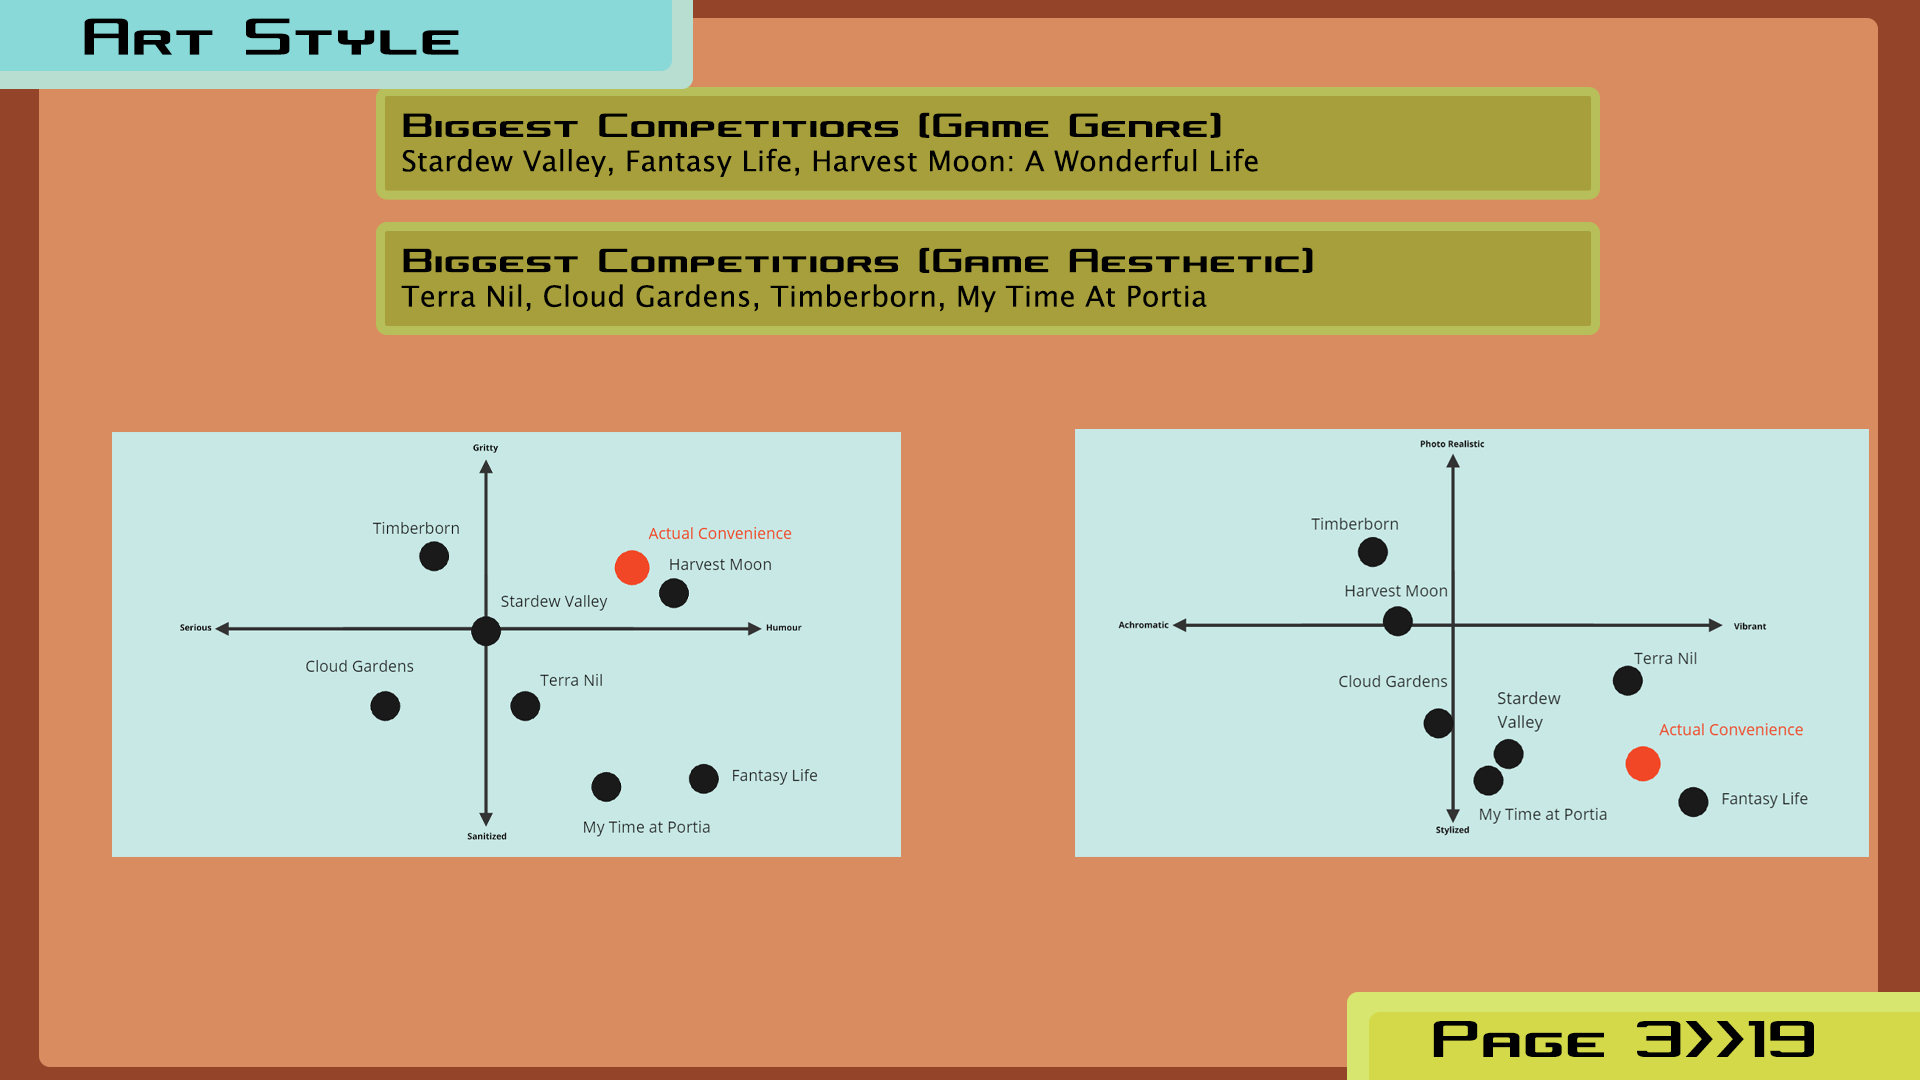 Art Style
Biggest Competitiors (Game Genre)
Stardew Valley, Fantasy Life, Harvest Moon: A Wonderful Life
Biggest Competitiors (Game Aesthetic)
Terra Nil, Cloud Gardens, Timberborn, My Time At Portia
Gritty
Timberborn
Actual Convenience
Harvest Moon
Stardew Valley
Serious
Humour
Cloud Gardens
Terra Nil
Fantasy Life
My Time at Portia
Sanitized
Photo Realistic
Timberborn
Harvest Moon
Achromatic
Vibrant
Terra Nil
Cloud Gardens
Stardew
Valley
Actual Convenience
Fantasy Life
My Time at Portia
Stylized
Page 3>>19